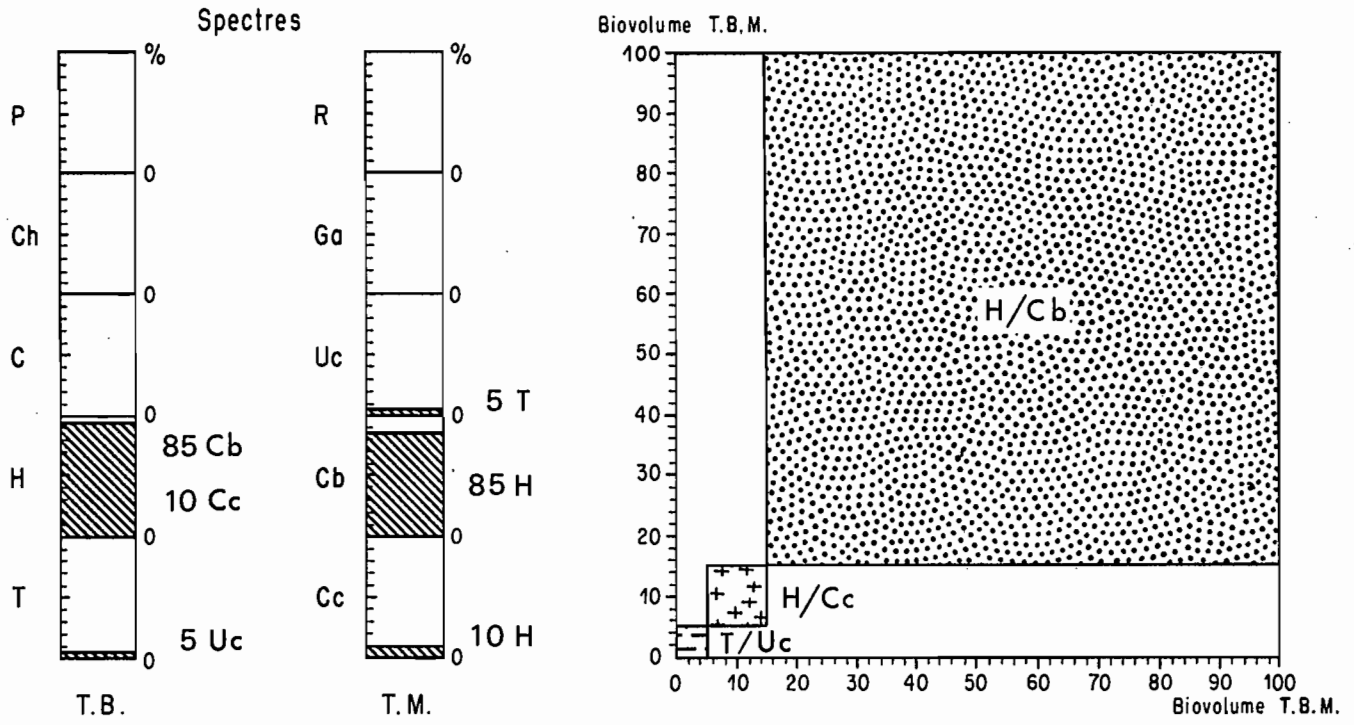 Spectres
%
P
0
Ch
0
C
0
85 Cb
H
10 Cc
0
T
5 Uc
0
T.B.
%
R
0
Ga
0
Uc
5 T
0
Cb
85 H
0
Cc
10 H
0
T.M.
Biovolume T.B.M.
100
90
80
70
60
50
40
30
20
10
0
H/Cb
H/Cc
T/Uc
0 10 20 30 40 50 60 70 80 90 100
Biovolume T.B.M.